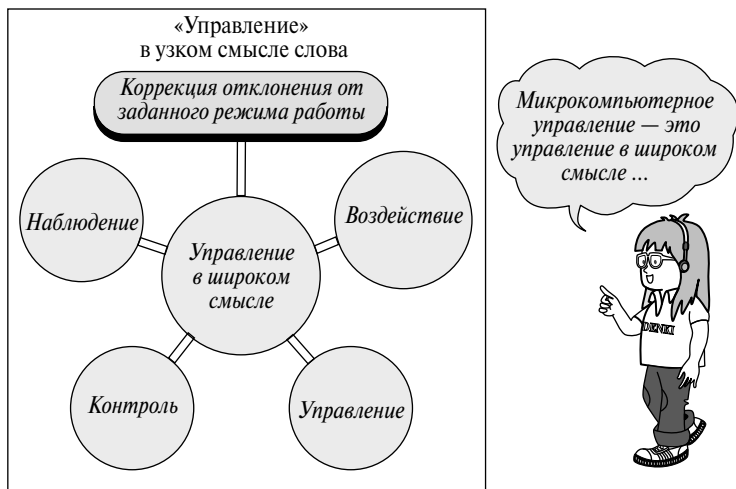 «Управление»
в узком смысле слова
Коррекция отклонения от
заданного режима работы
Наблюдение
Воздействие
Управление
в широком
смысле
Контроль
Управление
Микрокомпьютерное
управление — это
управление в широком
смысле ...
DENKI